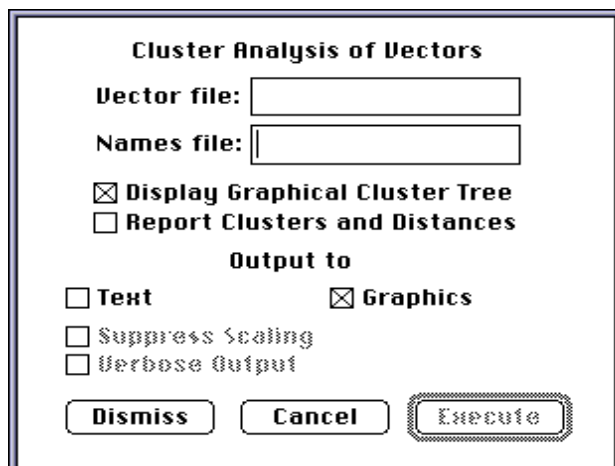 Cluster Analysis of Vectors
Vector file:
Names file:
Display Graphical Cluster Tree
Report Clusters and Distances
Output to
Text Graphics
Suppress Scaling
Verbose Output
Dismiss Cancel Execute